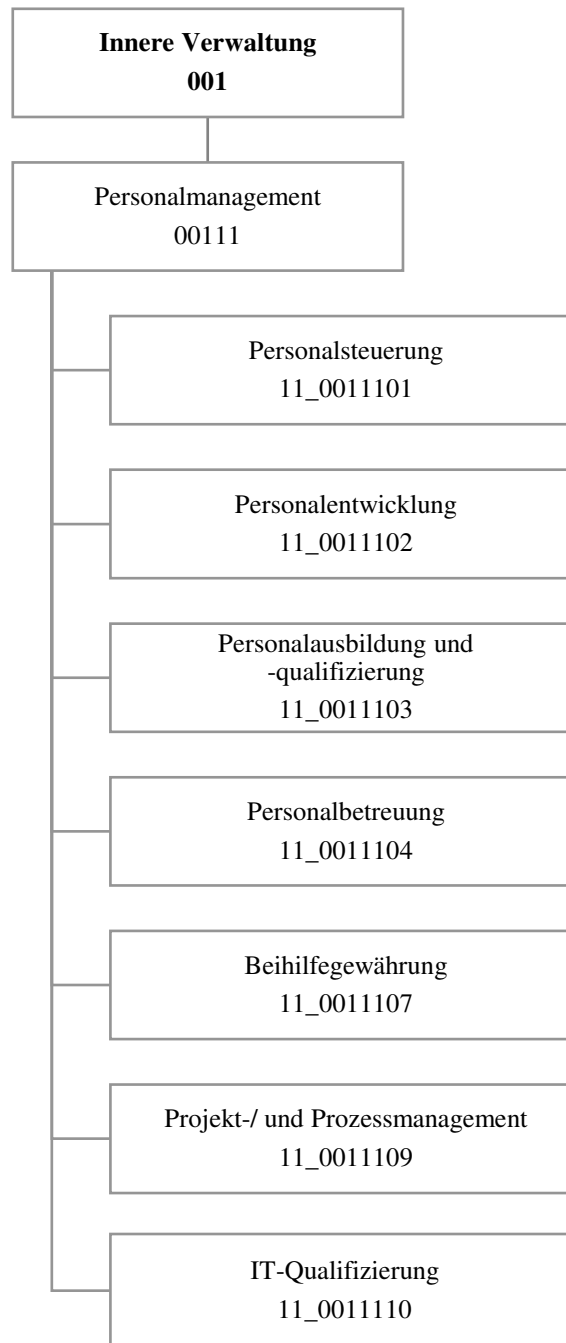 Innere Verwaltung
001
Personalmanagement
00111
Personalsteuerung
11_0011101
Personalentwicklung
11_0011102
Personalausbildung und
-qualifizierung
11_0011103
Personalbetreuung
11_0011104
Beihilfegewährung
11_0011107
Projekt-/ und Prozessmanagement
11_0011109
IT-Qualifizierung
11_0011110